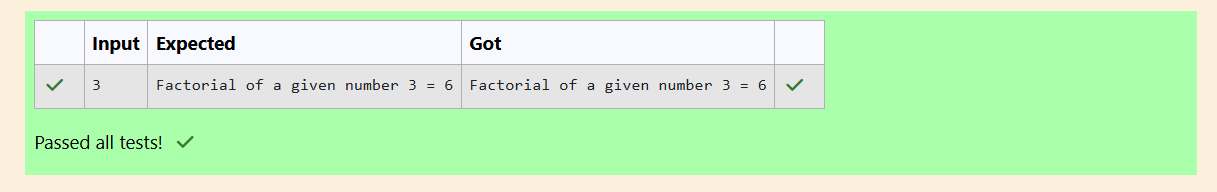 Input Expected Got
3 Factorial of a given number 3 = 6 Factorial of a given number 3 = 6
Passed all tests!